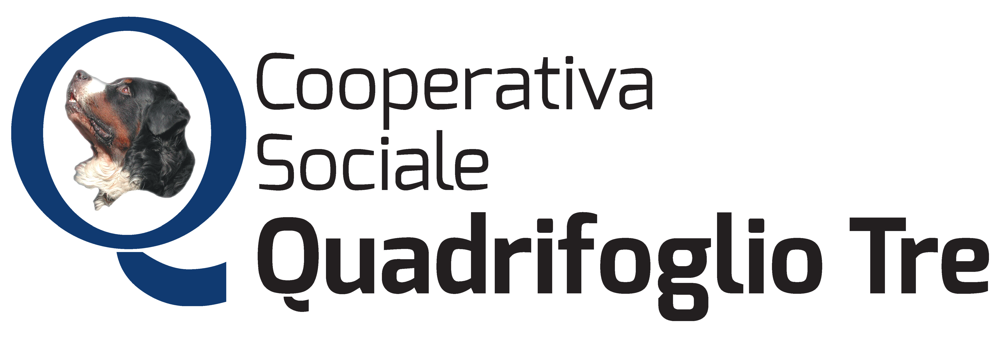 Q
Cooperativa
Sociale
Quadrifoglio Tre